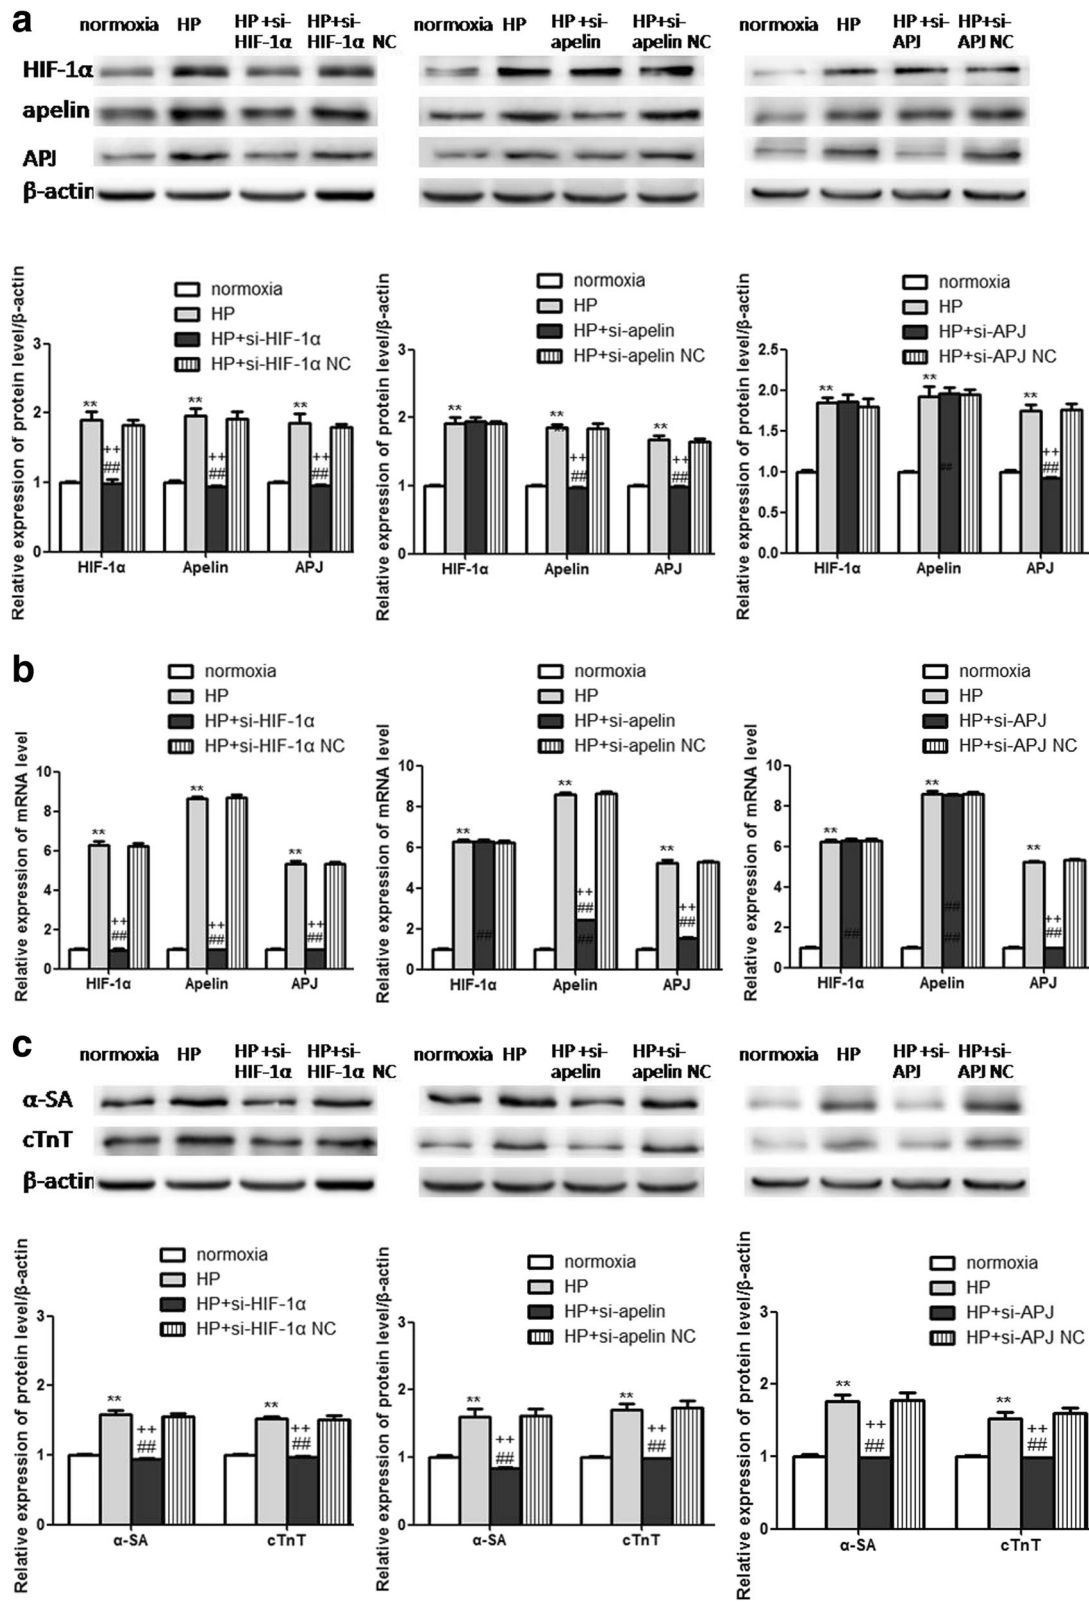 a
normoxia HP HP +si- HP+si-
HIF-1α HIF-1α NC
normoxia HP HP +si- HP+si-
apelin apelin NC
normoxia HP HP +si- HP+si-
APJ APJ NC
HIF-1α
apelin
APJ
β-actin
Relative expression of protein level/β-actin
normoxia
HP
HP+si-HIF-1α
HP+si-HIF-1α NC
3
2
1
0
** ** **
++ ++ ++
## ## ##
HIF-1α Apelin APJ
Relative expression of protein level/β-actin
normoxia
HP
HP+si-apelin
HP+si-apelin NC
3
2
1
0
** ** **
++ ++
## ##
HIF-1α Apelin APJ
Relative expression of protein level/β-actin
normoxia
HP
HP+si-APJ
HP+si-APJ NC
2.5
2.0
1.5
1.0
0.5
0.0
** ** **
++
## ##
HIF-1α Apelin APJ
b
Relative expression of mRNA level
normoxia
HP
HP+si-HIF-1α
HP+si-HIF-1α NC
10
8
6
4
2
0
** ** **
++ ++ ++
## ## ##
HIF-1α Apelin APJ
Relative expression of mRNA level
normoxia
HP
HP+si-apelin
HP+si-apelin NC
10
8
6
4
2
0
** ** **
++ ++
## ##
## ##
HIF-1α Apelin APJ
Relative expression of mRNA level
normoxia
HP
HP+si-APJ
HP+si-APJ NC
10
8
6
4
2
0
** ** **
##
++
## ## ##
HIF-1α Apelin APJ
c
normoxia HP HP +si- HP+si-
HIF-1α HIF-1α NC
normoxia HP HP +si- HP+si-
apelin apelin NC
normoxia HP HP +si- HP+si-
APJ APJ NC
α-SA
cTnT
β-actin
Relative expression of protein level/β-actin
normoxia
HP
HP+si-HIF-1α
HP+si-HIF-1α NC
3
2
1
0
** **
++ ++
## ##
α-SA cTnT
Relative expression of protein level/β-actin
normoxia
HP
HP+si-apelin
HP+si-apelin NC
3
2
1
0
** **
++ ++
## ##
α-SA cTnT
Relative expression of protein level/β-actin
normoxia
HP
HP+si-APJ
HP+si-APJ NC
3
2
1
0
** **
++ ++
## ##
α-SA cTnT